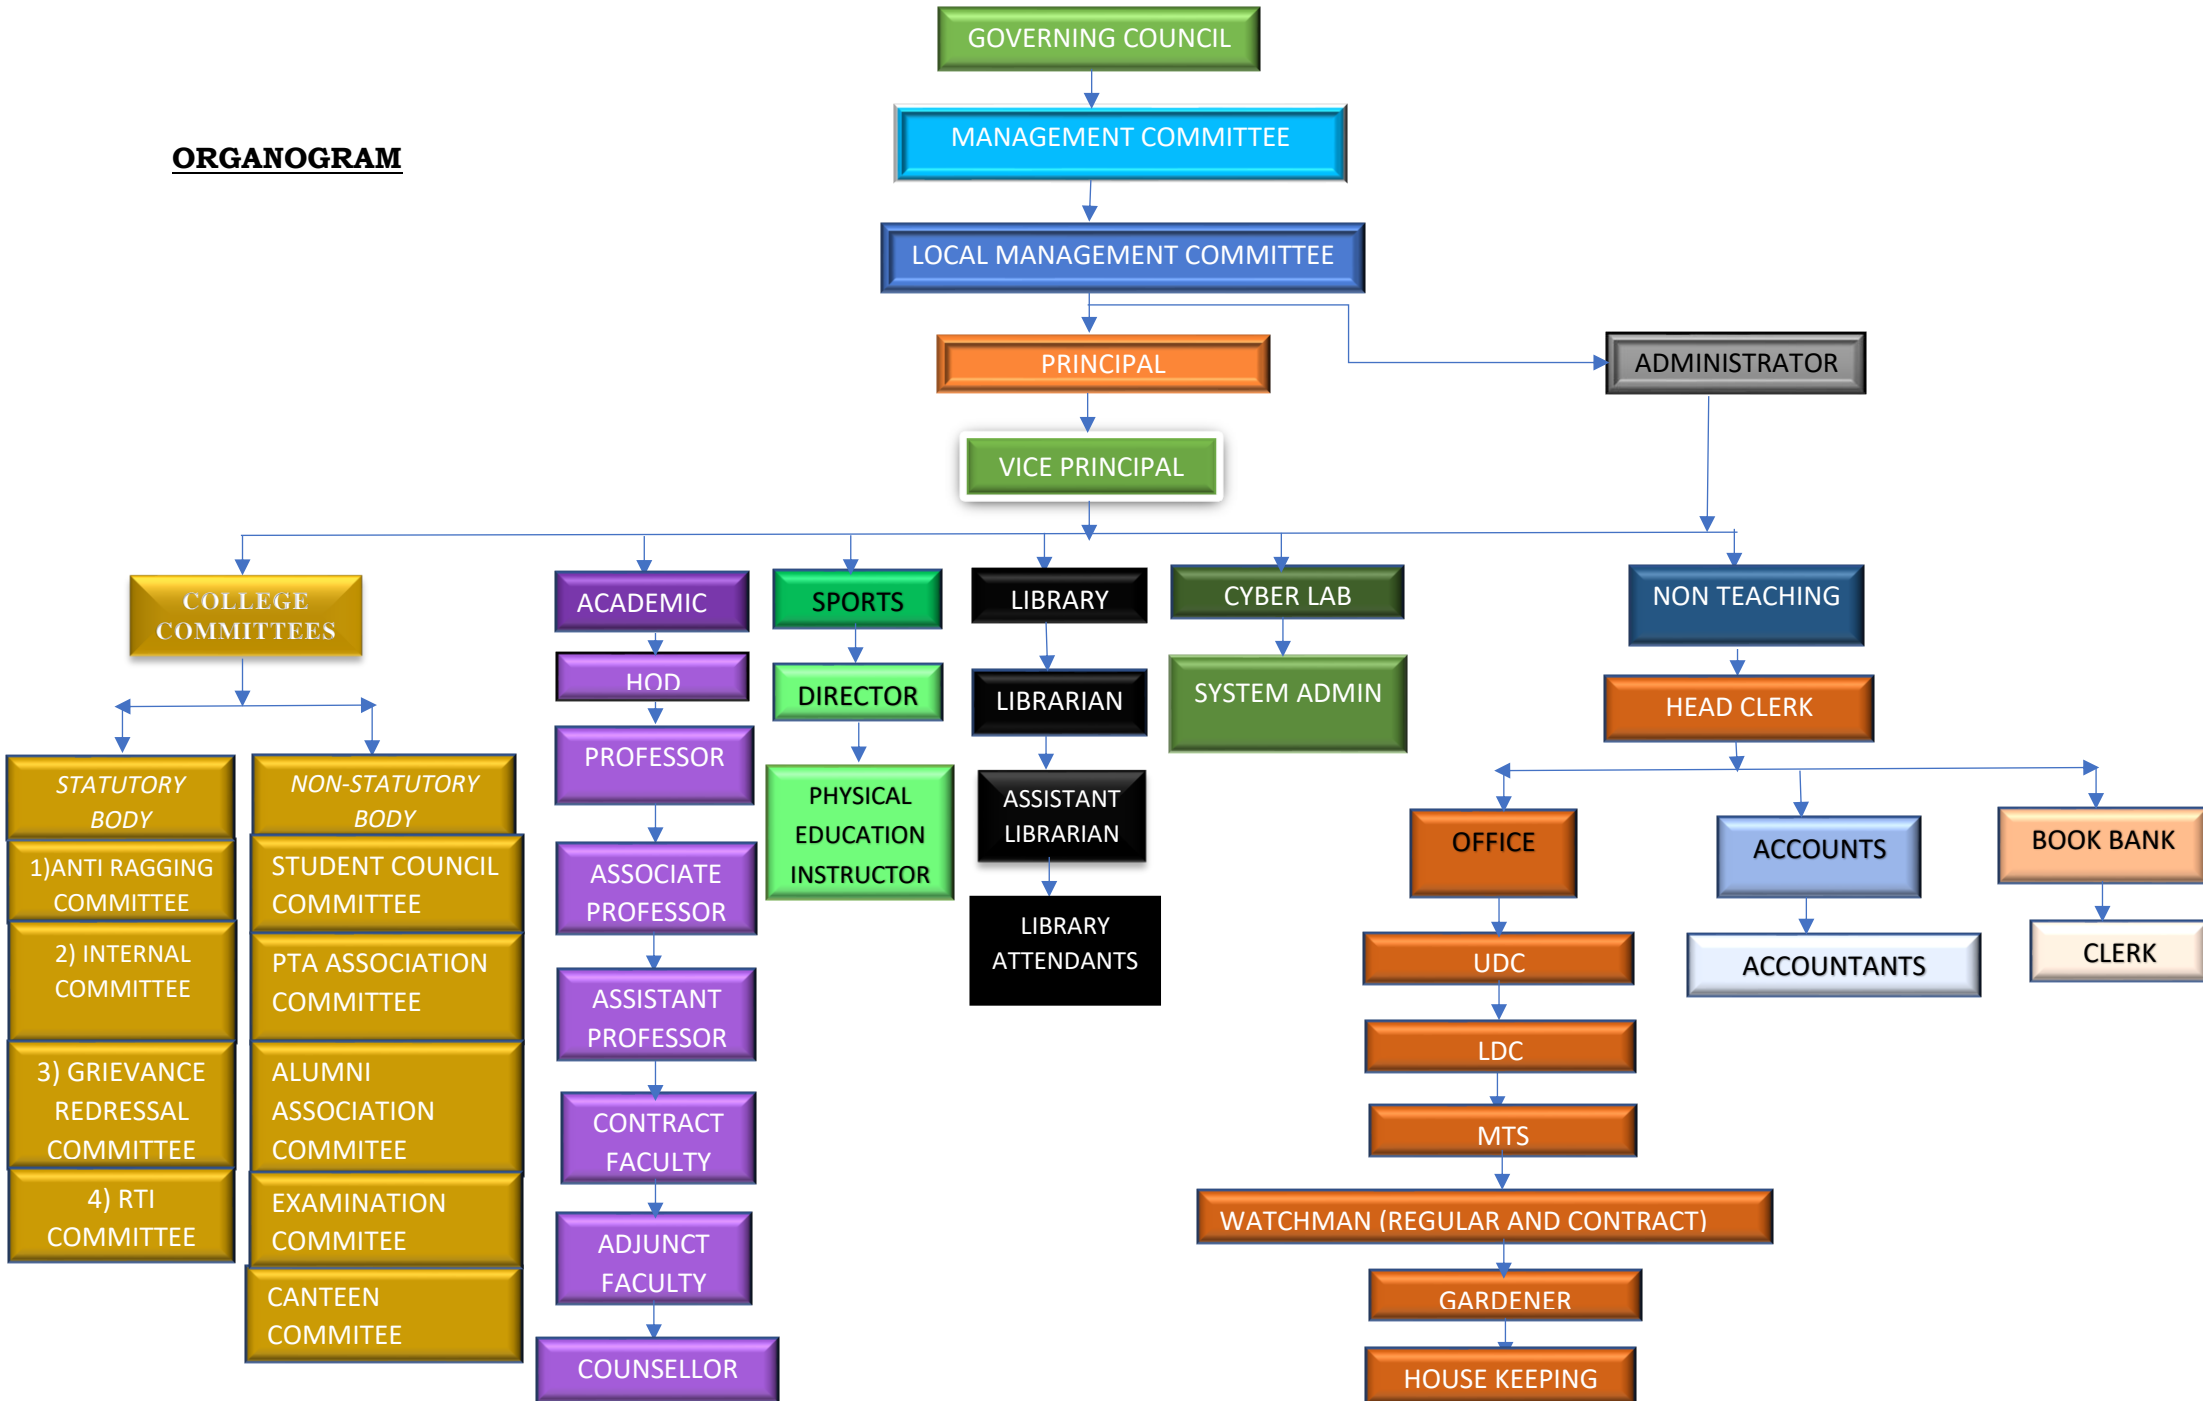 GOVERNING COUNCIL
MANAGEMENT COMMITTEE
ORGANOGRAM
LOCAL MANAGEMENT COMMITTEE
PRINCIPAL
ADMINISTRATOR
VICE PRINCIPAL
COLLEGE
COMMITTEES
ACADEMIC
SPORTS
LIBRARY
CYBER LAB
NON TEACHING
HOD
DIRECTOR
LIBRARIAN
SYSTEM ADMIN
HEAD CLERK
STATUTORY
BODY
NON-STATUTORY
BODY
PROFESSOR
PHYSICAL
EDUCATION
INSTRUCTOR
ASSISTANT
LIBRARIAN
OFFICE
ACCOUNTS
BOOK BANK
1)ANTI RAGGING
COMMITTEE
STUDENT COUNCIL
COMMITTEE
ASSOCIATE
PROFESSOR
LIBRARY
ATTENDANTS
UDC
ACCOUNTANTS
CLERK
2) INTERNAL
COMMITTEE
PTA ASSOCIATION
COMMITTEE
ASSISTANT
PROFESSOR
LDC
3) GRIEVANCE
REDRESSAL
COMMITTEE
ALUMNI
ASSOCIATION
COMMITEE
CONTRACT
FACULTY
MTS
4) RTI
COMMITTEE
EXAMINATION
COMMITEE
ADJUNCT
FACULTY
WATCHMAN (REGULAR AND CONTRACT)
GARDENER
CANTEEN
COMMITEE
COUNSELLOR
HOUSE KEEPING